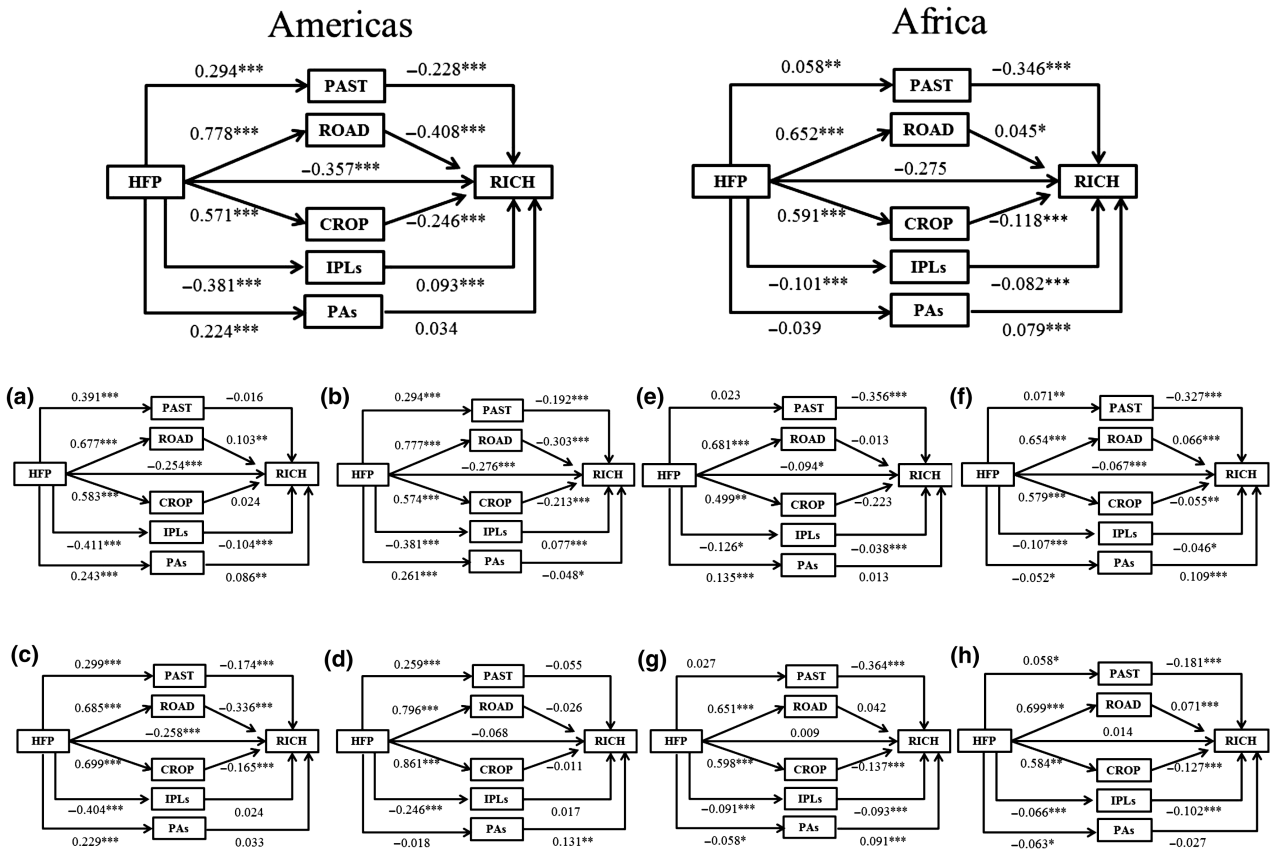 Americas
0.294*** −0.228***
PAST
0.778*** ROAD −0.408***
−0.357***
HFP RICH
0.571*** CROP −0.246***
IPLs
−0.381*** 0.093***
PAs
0.224*** 0.034
Africa
0.058** −0.346***
PAST
0.652*** ROAD 0.045*
−0.275
HFP RICH
0.591*** CROP −0.118***
IPLs
−0.101*** −0.082***
PAs
−0.039 0.079***
(a)
0.391*** −0.016
PAST
0.677*** ROAD 0.103**
−0.254***
HFP RICH
0.583*** CROP 0.024
IPLs
−0.411*** −0.104***
PAs
0.243*** 0.086**
(b)
0.294*** −0.192***
PAST
0.777*** ROAD −0.303***
−0.276***
HFP RICH
0.574*** CROP −0.213***
IPLs
−0.381*** 0.077***
PAs
0.261*** −0.048*
(e)
0.023 −0.356***
PAST
0.681*** ROAD −0.013
−0.094*
HFP RICH
0.499** CROP −0.223
IPLs
−0.126* −0.038***
PAs
0.135*** 0.013
(f)
0.071** −0.327***
PAST
0.654*** ROAD 0.066***
−0.067***
HFP RICH
0.579*** CROP −0.055**
IPLs
−0.107*** −0.046*
PAs
−0.052* 0.109***
(c)
0.299*** −0.174***
PAST
0.685*** ROAD −0.336***
−0.258***
HFP RICH
0.699*** CROP −0.165***
IPLs
−0.404*** 0.024
PAs
0.229*** 0.033
(d)
0.259*** −0.055
PAST
0.796*** ROAD −0.026
−0.068
HFP RICH
0.861*** CROP −0.011
IPLs
−0.246*** 0.017
PAs
−0.018 0.131**
(g)
0.027 −0.364***
PAST
0.651*** ROAD 0.042
0.009
HFP RICH
0.598*** CROP −0.137***
IPLs
−0.091*** −0.093***
PAs
−0.058* 0.091***
(h)
0.058* −0.181***
PAST
0.699*** ROAD 0.071***
0.014
HFP RICH
0.584** CROP −0.127***
IPLs
−0.066*** −0.102***
PAs
−0.063* −0.027